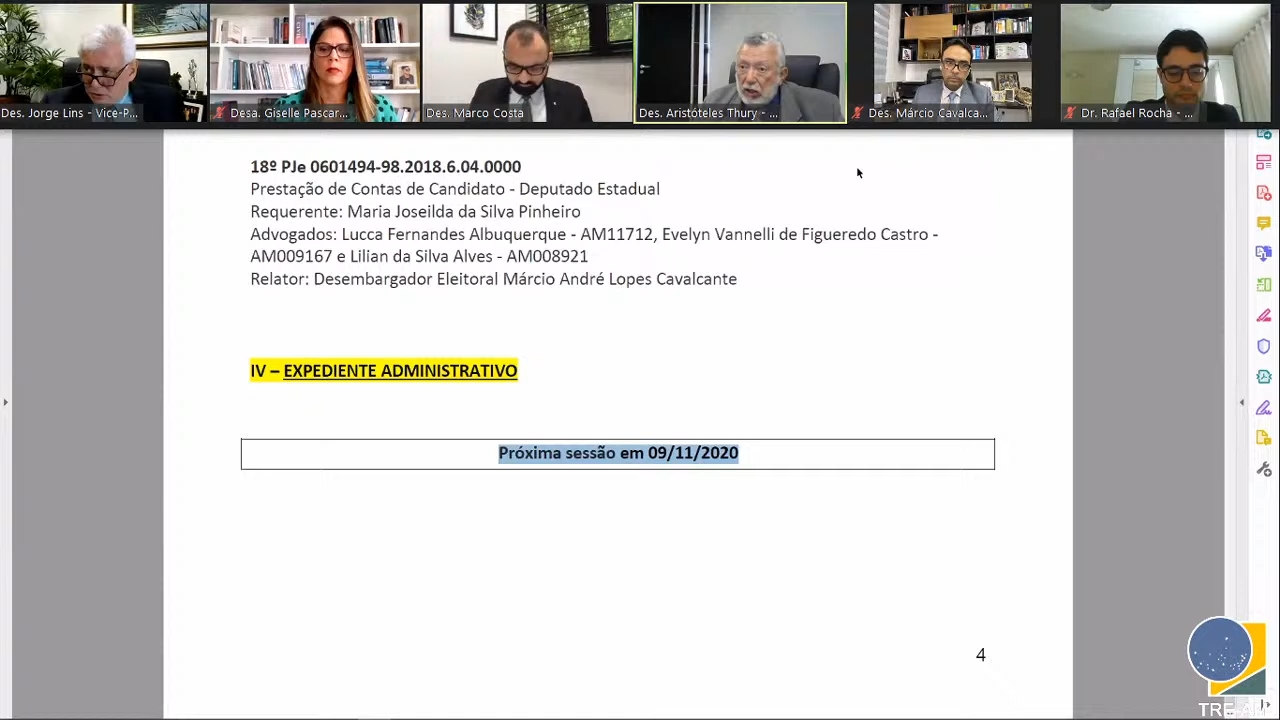 Des. Jorge Lins - Vice-P...
Desa. Giselle Pascar...
Des. Marco Costa
Des. Aristóteles Thury - ...
Des. Márcio Cavalca...
Dr. Rafael Rocha - ...
18º PJe 0601494-98.2018.6.04.0000
Prestação de Contas de Candidato - Deputado Estadual
Requerente: Maria Joseilda da Silva Pinheiro
Advogados: Lucca Fernandes Albuquerque - AM11712, Evelyn Vannelli de Figueredo Castro -
AM009167 e Lilian da Silva Alves - AM008921
Relator: Desembargador Eleitoral Márcio André Lopes Cavalcante
IV – EXPEDIENTE ADMINISTRATIVO
Próxima sessão em 09/11/2020
4